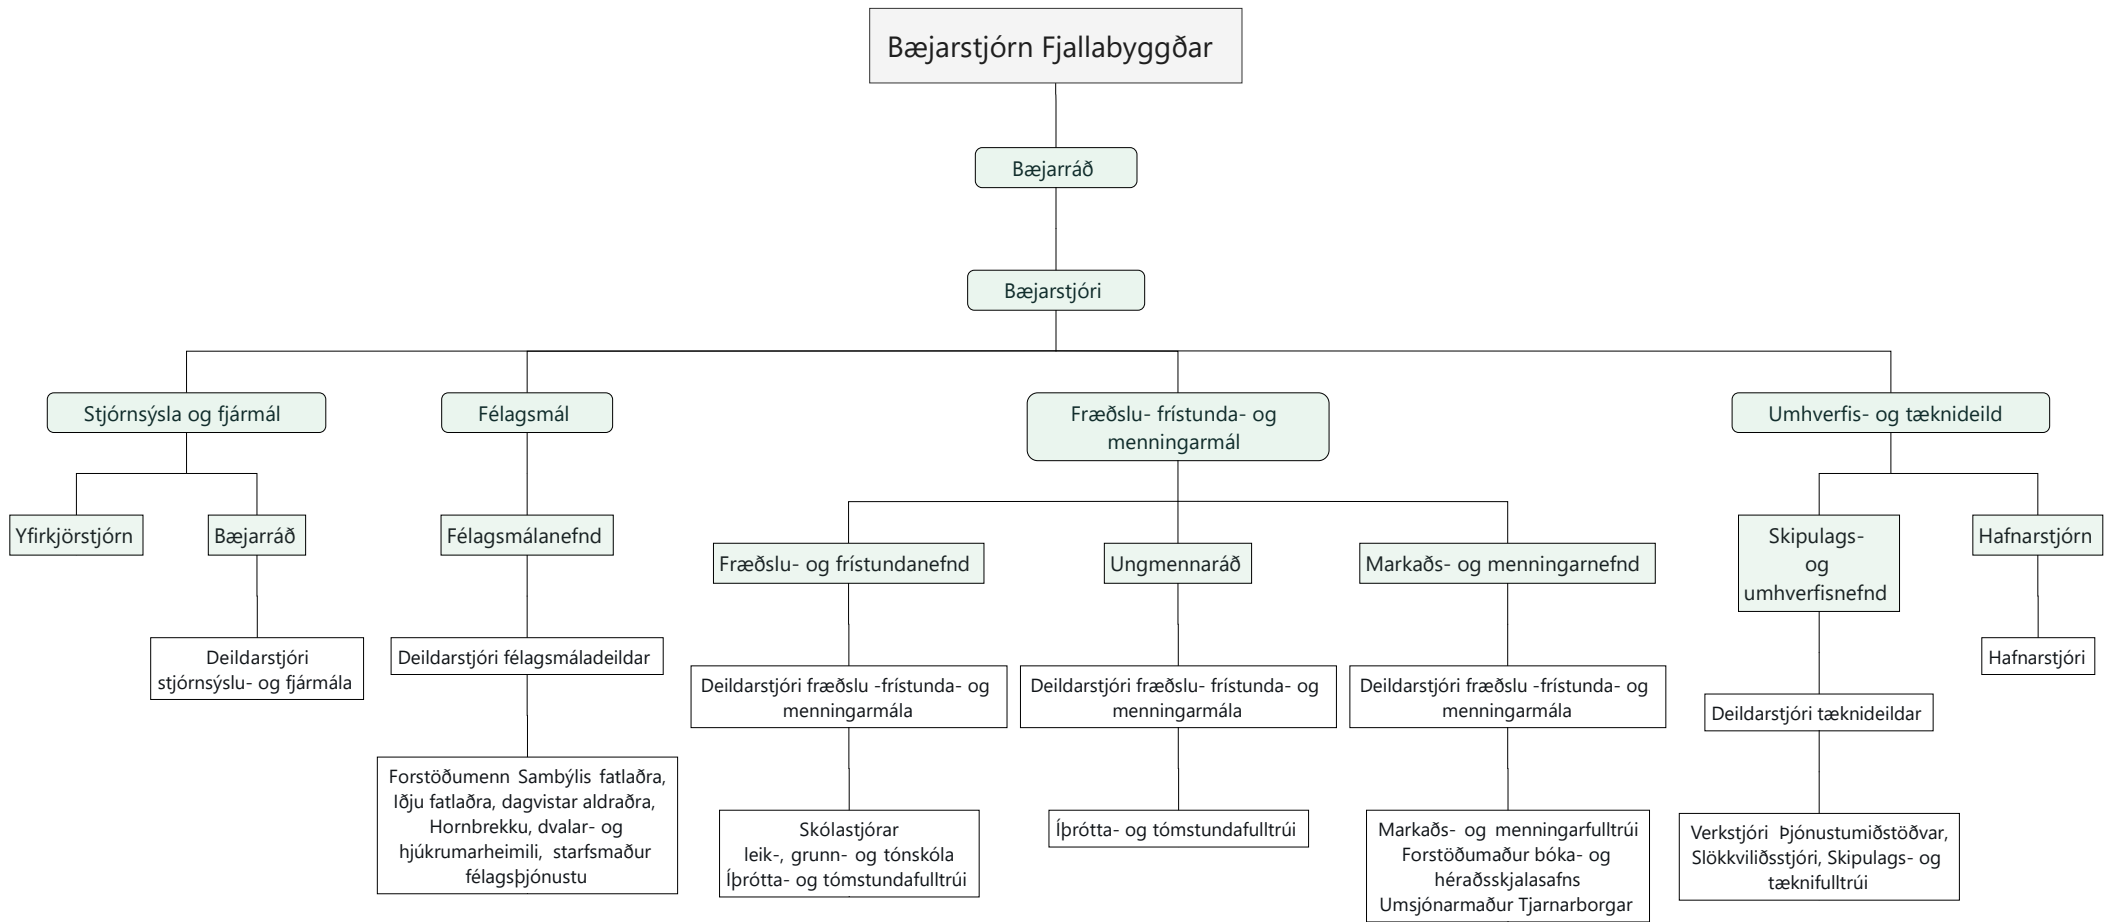 Bæjarstjórn Fjallabyggðar
Bæjarráð
Bæjarstjóri
Stjórnsýsla og fjármál
Félagsmál
Fræðslu- frístunda- og
menningarmál
Umhverfis- og tæknideild
Yfirkjörstjórn
Bæjarráð
Félagsmálanefnd
Fræðslu- og frístundanefnd
Ungmennaráð
Markaðs- og menningarnefnd
Skipulags-
og
umhverfisnefnd
Hafnarstjórn
Deildarstjóri
stjórnsýslu- og fjármála
Deildarstjóri félagsmáladeildar
Deildarstjóri fræðslu -frístunda- og
menningarmála
Deildarstjóri fræðslu- frístunda- og
menningarmála
Deildarstjóri fræðslu -frístunda- og
menningarmála
Deildarstjóri tæknideildar
Hafnarstjóri
Forstöðumenn Sambýlis fatlaðra,
Iðju fatlaðra, dagvistar aldraðra,
Hornbrekku, dvalar- og
hjúkrumarheimili, starfsmaður
félagsþjónustu
Skólastjórar
leik-, grunn- og tónskóla
Íþrótta- og tómstundafulltrúi
Íþrótta- og tómstundafulltrúi
Markaðs- og menningarfulltrúi
Forstöðumaður bóka- og
héraðsskjalasafns
Umsjónarmaður Tjarnarborgar
Verkstjóri Þjónustumiðstöðvar,
Slökkviliðsstjóri, Skipulags- og
tæknifulltrúi